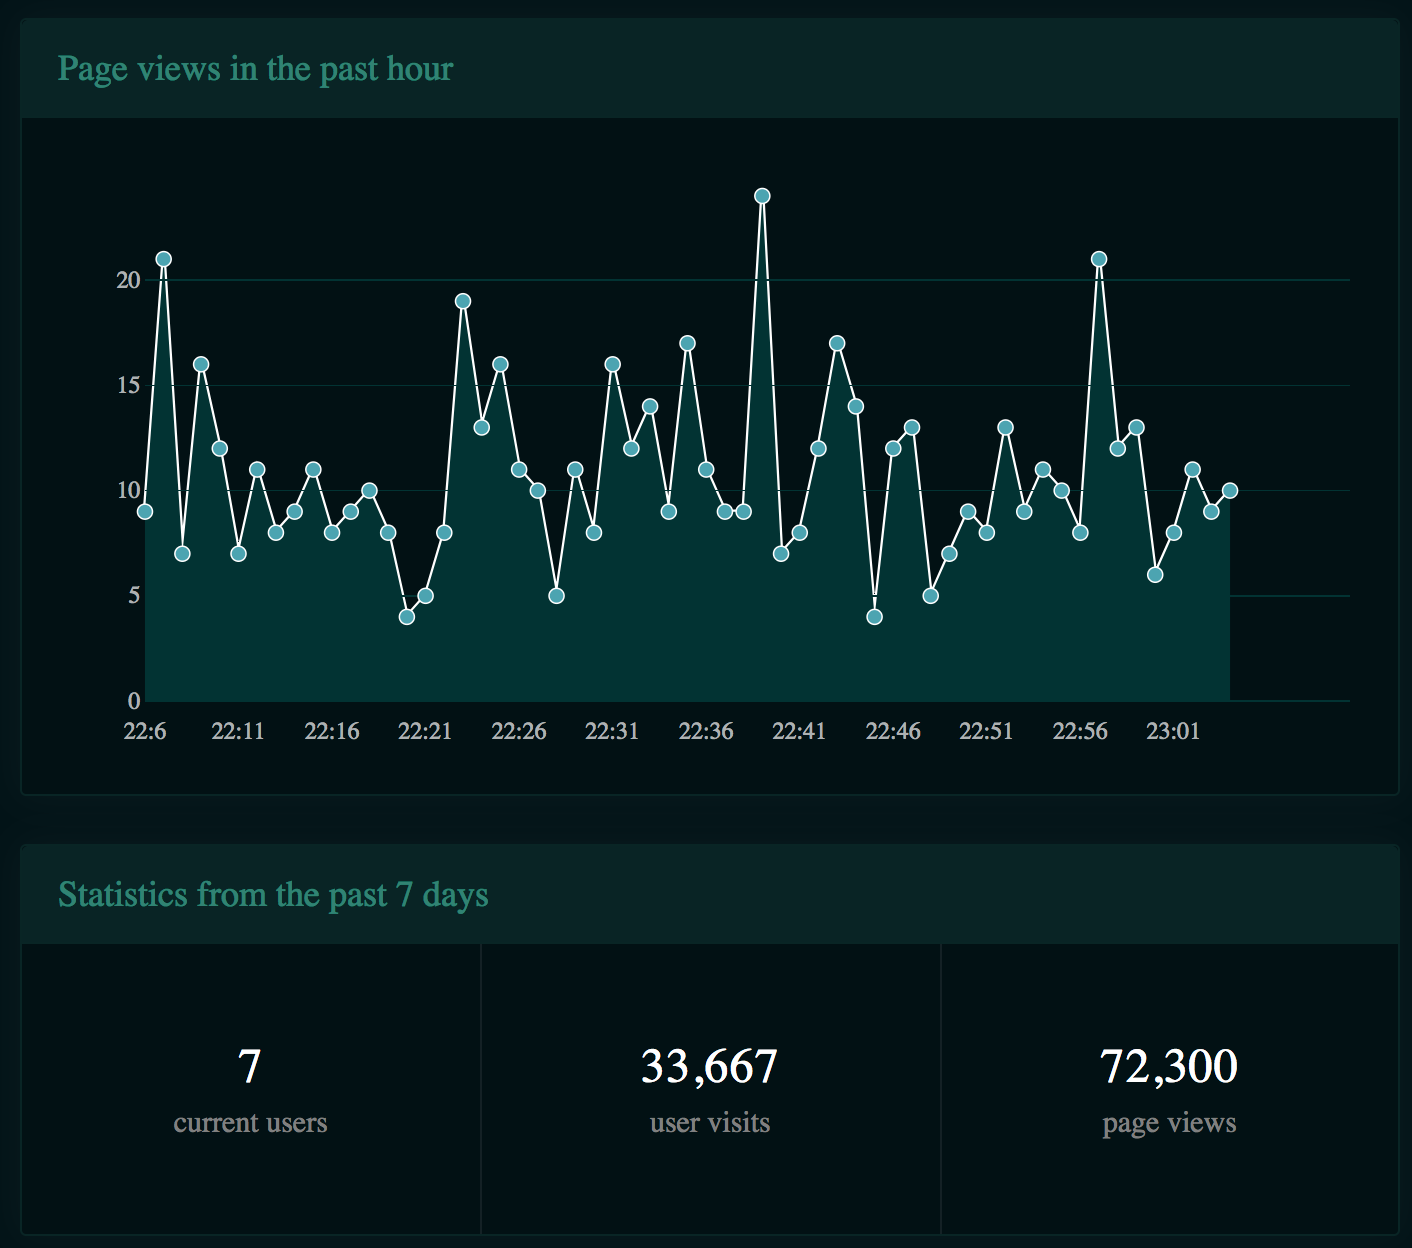 Page views in the past hour
20
15
10
5
0
22:6 22:11 22:16 22:21 22:26 22:31 22:36 22:41 22:46 22:51 22:56 23:01
Statistics from the past 7 days
7 33,667 72,300
current users user visits page views